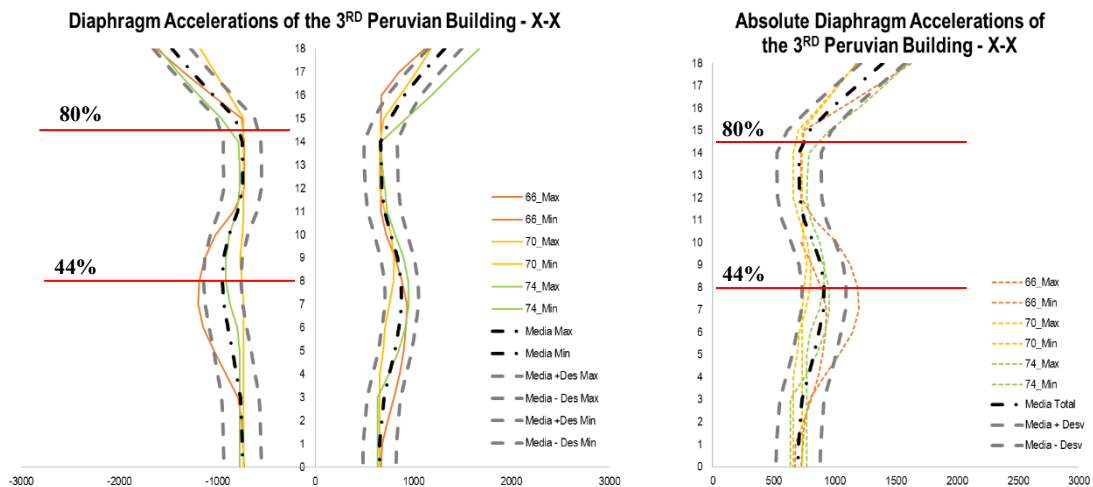 Diaphragm Accelerations of the 3RD Peruvian Building - X-X
18
17
16
15
14
13
12
11
10
9
8
7
6
5
4
3
2
1
0
80%
44%
66_Max
66_Min
70_Max
70_Min
74_Max
74_Min
Media Max
Media Min
Media +Des Max
Media - Des Max
Media +Des Min
Media - Des Min
-3000
-2000
-1000
0
0
1000
2000
3000
Absolute Diaphragm Accelerations of
the 3RD Peruvian Building - X-X
18
17
16
15
14
13
12
11
10
9
8
7
6
5
4
3
2
1
0
80%
44%
66_Max
66_Min
70_Max
70_Min
74_Max
74_Min
Media Total
Media + Desv
Media - Desv
0
500
1000
1500
2000
2500
3000